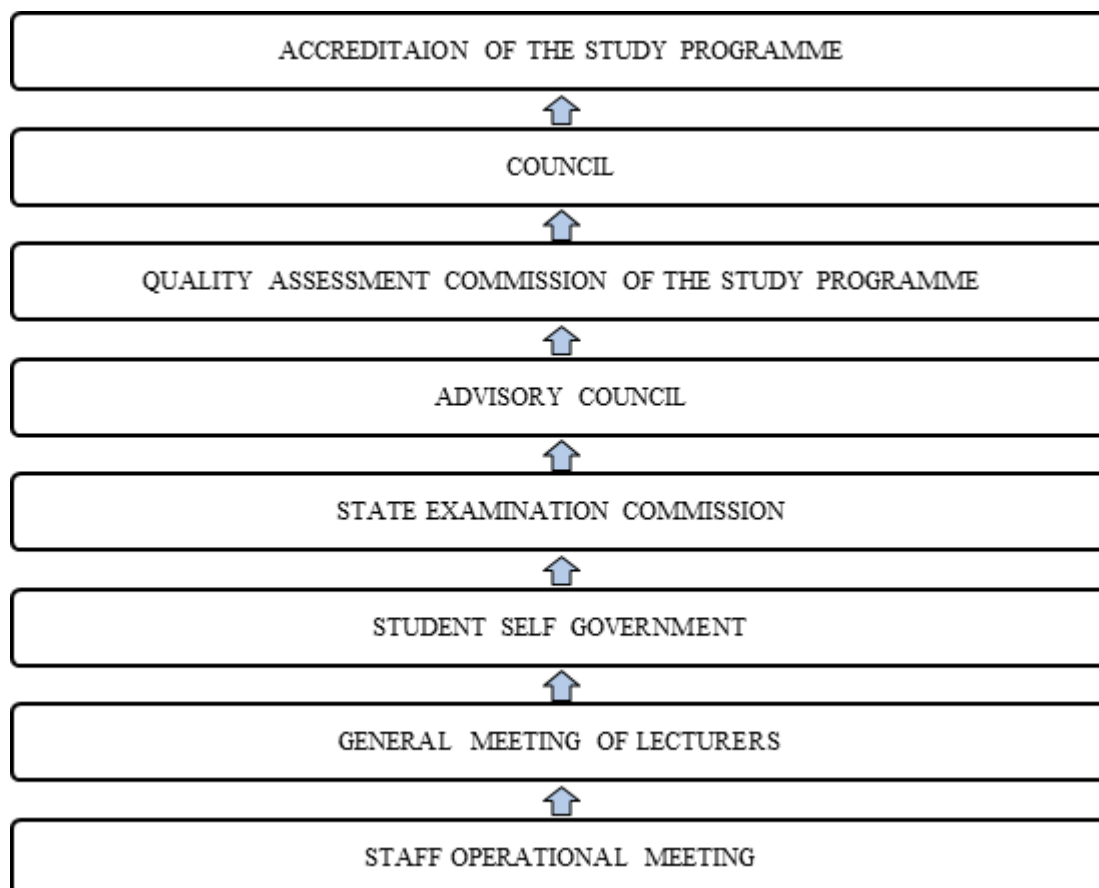 ACCREDITAION OF THE STUDY PROGRAMME
COUNCIL
QUALITY ASSESSMENT COMMISSION OF THE STUDY PROGRAMME
ADVISORY COUNCIL
STATE EXAMINATION COMMISSION
STUDENT SELF GOVERNMENT
GENERAL MEETING OF LECTURERS
STAFF OPERATIONAL MEETING